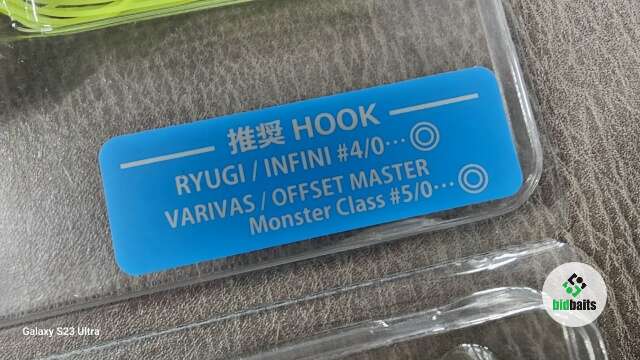 推奨 HOOK
RYUGI / INFINI #4/0…◎
VARIVAS / OFFSET MASTER
Monster Class #5/0…◎
bidbaits
Galaxy S23 Ultra